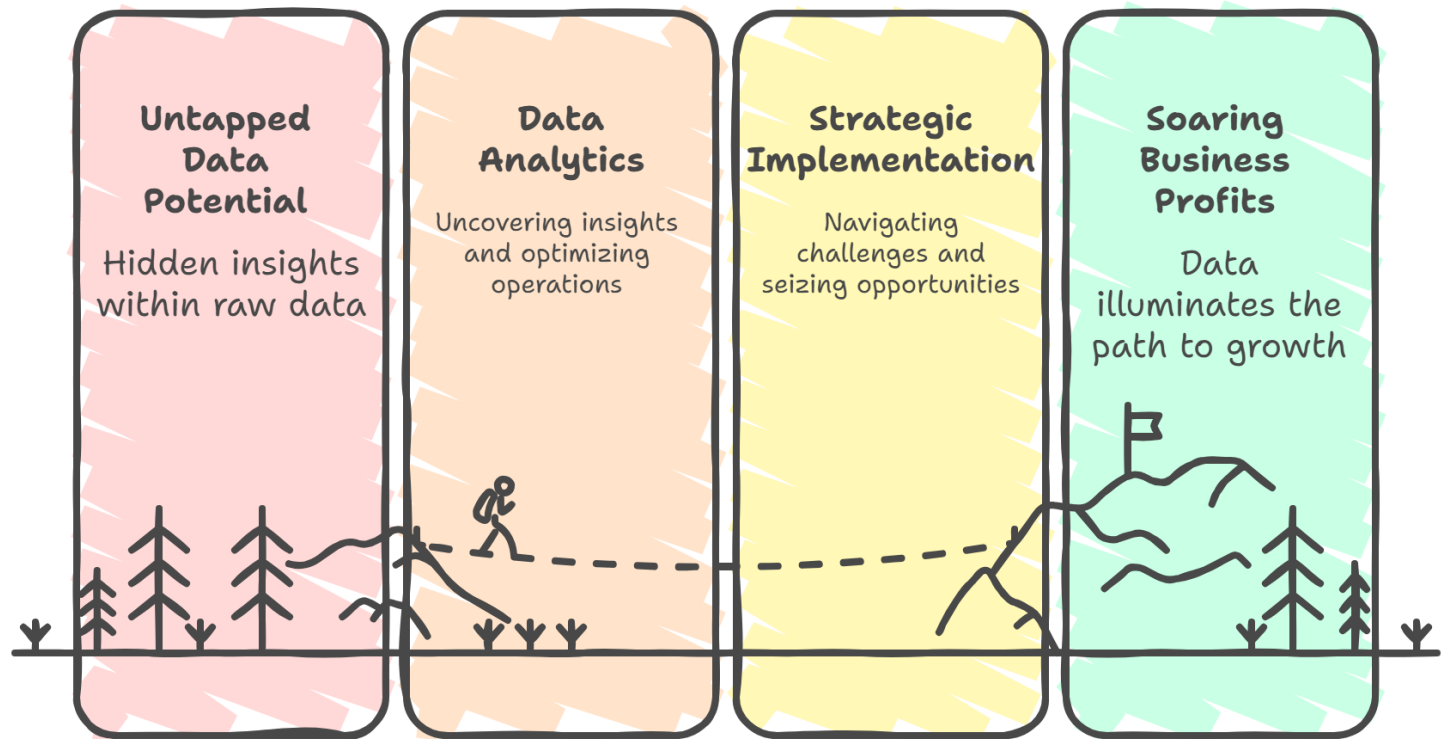 Untapped
Data
Potential
Hidden insights
within raw data
Data
Analytics
Uncovering insights
and optimizing
operations
Strategic
Implementation
Navigating
challenges and
seizing opportunities
Soaring
Business
Profits
Data
illuminates the
path to growth